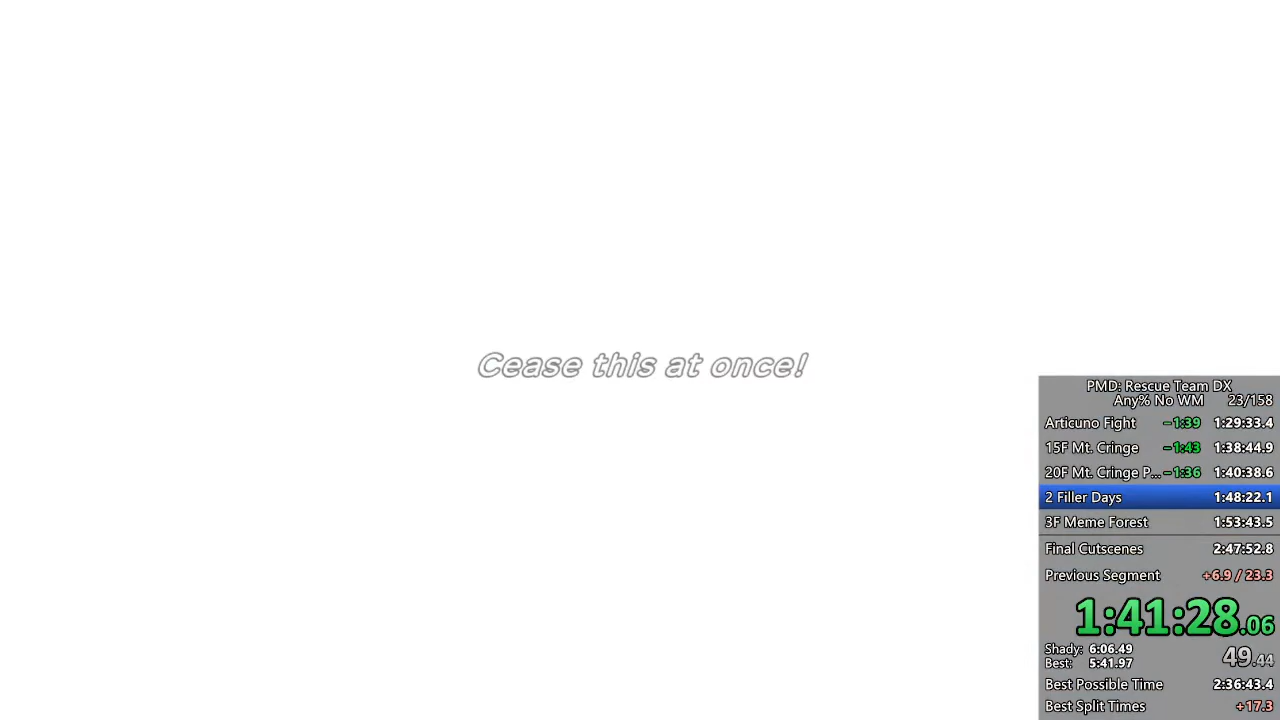 Cease this at once!
PMD: Rescue Team DX
Any% No WM 23/158
Articuno Fight -1:39 1:29:33.4
15F Mt. Cringe -1:43 1:38:44.9
20F Mt. Cringe P... -1:36 1:40:38.6
2 Filler Days 1:48:22.1
3F Meme Forest 1:53:43.5
Final Cutscenes 2:47:52.8
Previous Segment +6.9 / 23.3
1:41:28.06
Shady: 6:06.49
Best: 5:41.97
49.44
Best Possible Time 2:36:43.4
Best Split Times +17.3